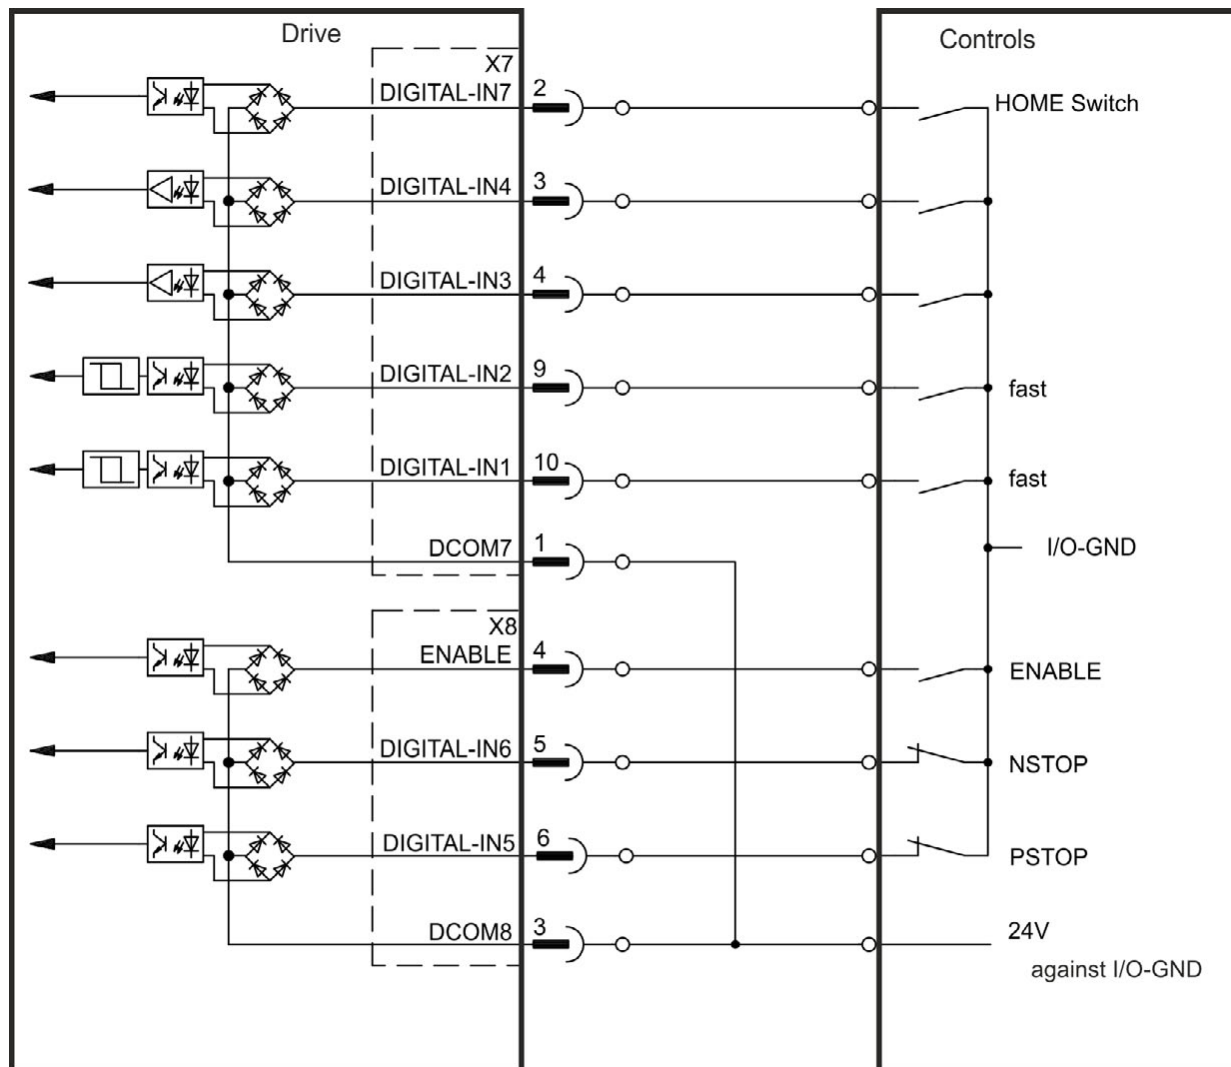 Drive
Controls
X7
DIGITAL-IN7 2 HOME Switch
DIGITAL-IN4 3
DIGITAL-IN3 4
DIGITAL-IN2 9 fast
DIGITAL-IN1 10 fast
DCOM7 1 I/O-GND
X8
ENABLE 4 ENABLE
DIGITAL-IN6 5 NSTOP
DIGITAL-IN5 6 PSTOP
DCOM8 3 24V
against I/O-GND